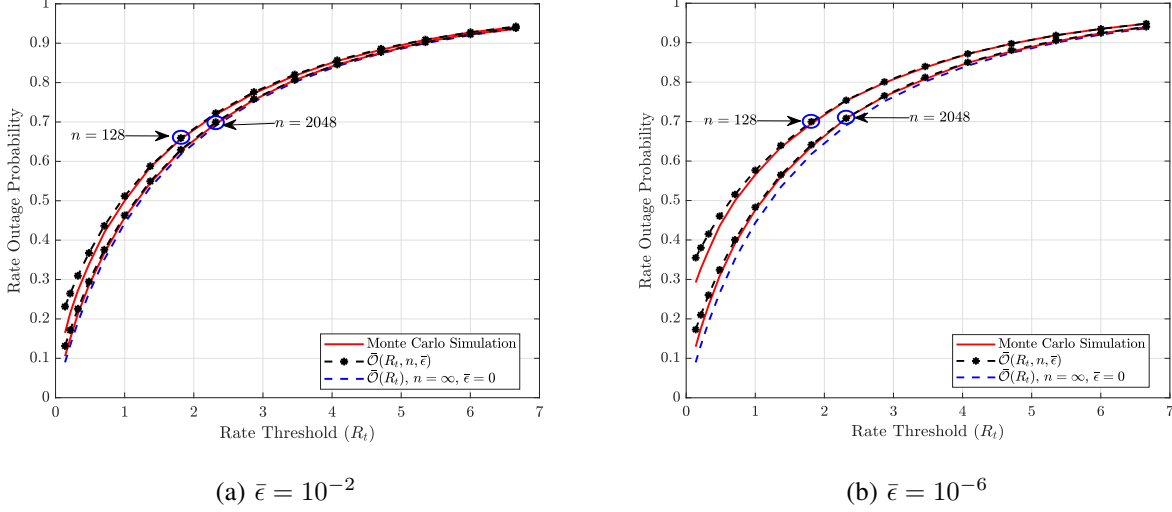 1
0.9
0.8
0.7
0.6
0.5
0.4
0.3
0.2
0.1
0
Rate Outage Probability
n = 128
n = 2048
Monte Carlo Simulation
Ō(R_t, n, ε̄)
Ō(R_t), n = ∞, ε̄ = 0
0 1 2 3 4 5 6 7
Rate Threshold (R_t)
(a) ε̄ = 10⁻²
1
0.9
0.8
0.7
0.6
0.5
0.4
0.3
0.2
0.1
0
Rate Outage Probability
n = 128
n = 2048
Monte Carlo Simulation
Ō(R_t, n, ε̄)
Ō(R_t), n = ∞, ε̄ = 0
0 1 2 3 4 5 6 7
Rate Threshold (R_t)
(b) ε̄ = 10⁻⁶